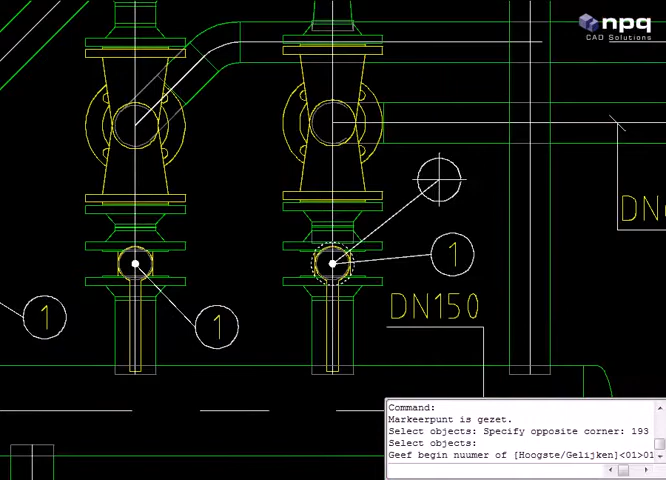 npq
CAD Solutions
DN
1
1
1
DN150
Command:
Markeerpunt is gezet.
Select objects: Specify opposite corner: 193
Select objects:
Geef begin nuumer of [Hoogste/Gelijken]<01>01